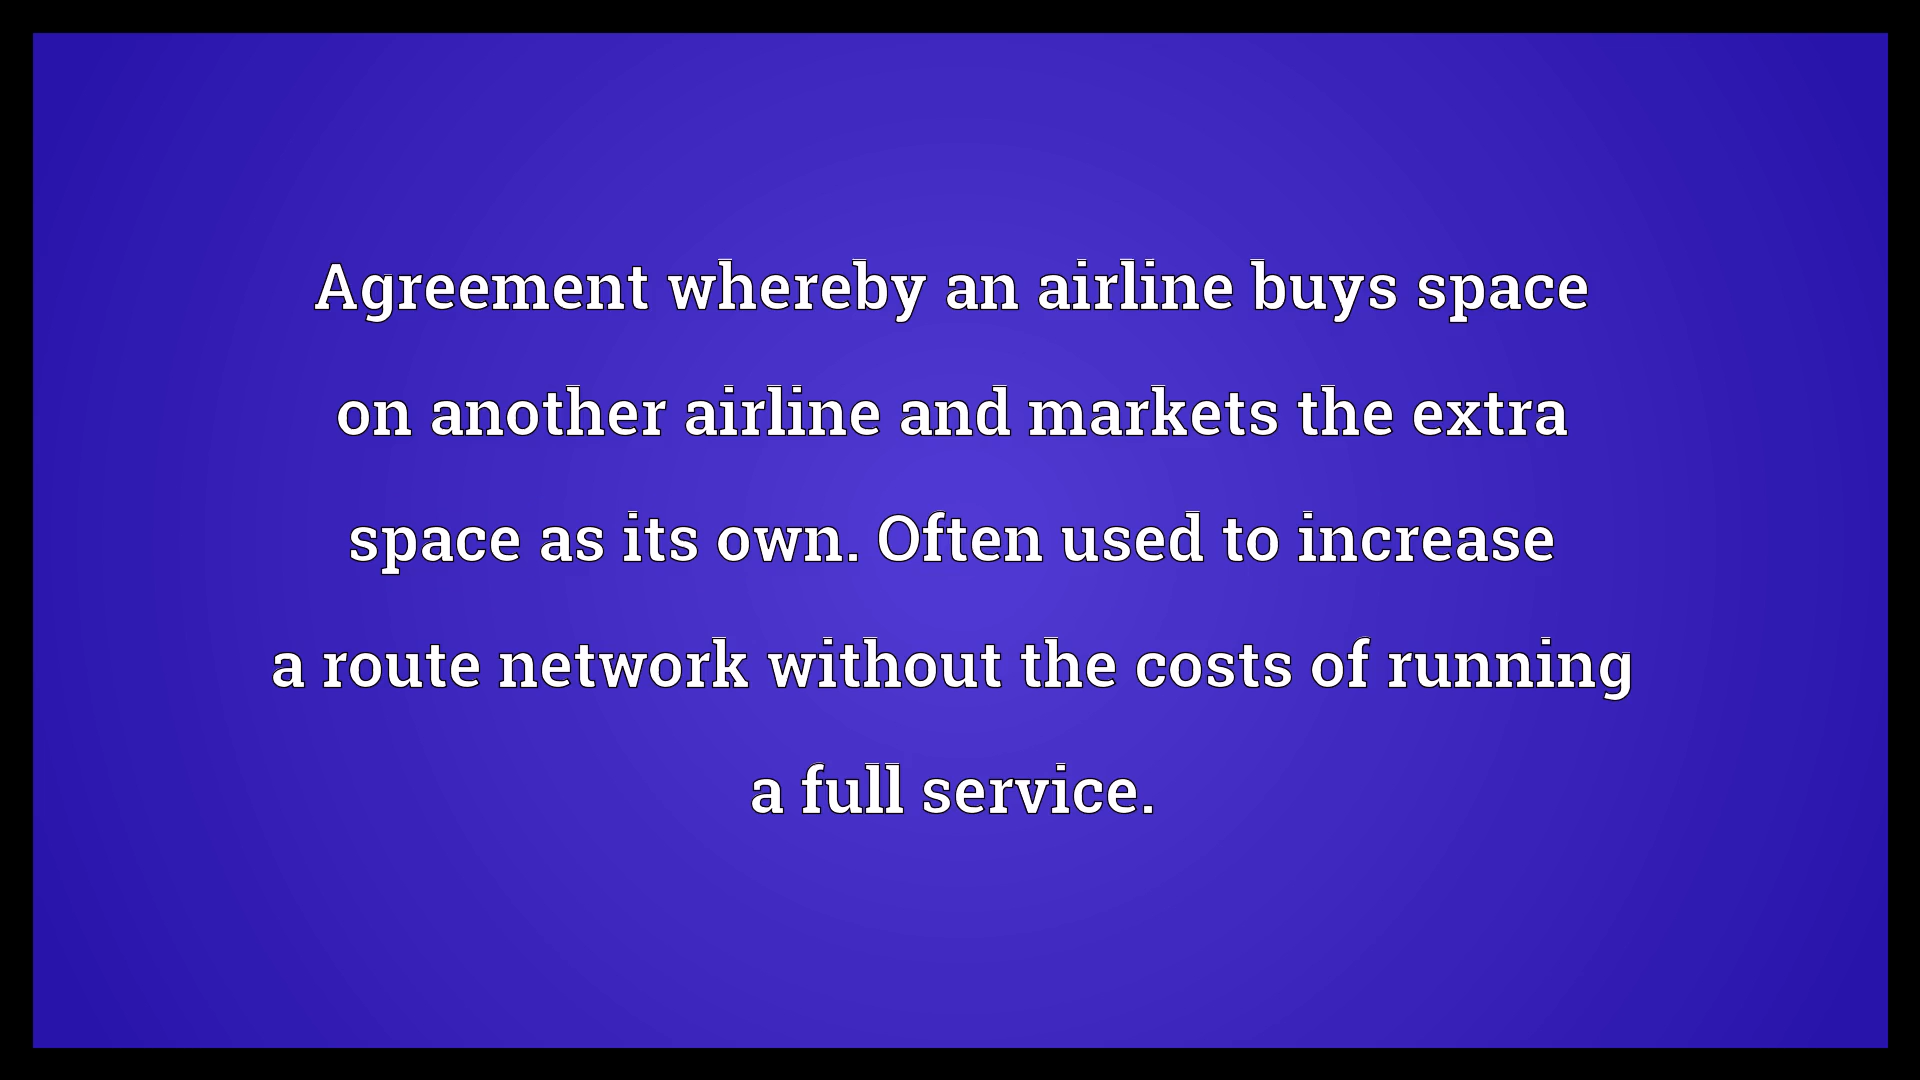 Agreement whereby an airline buys space
on another airline and markets the extra
space as its own. Often used to increase
a route network without the costs of running
a full service.